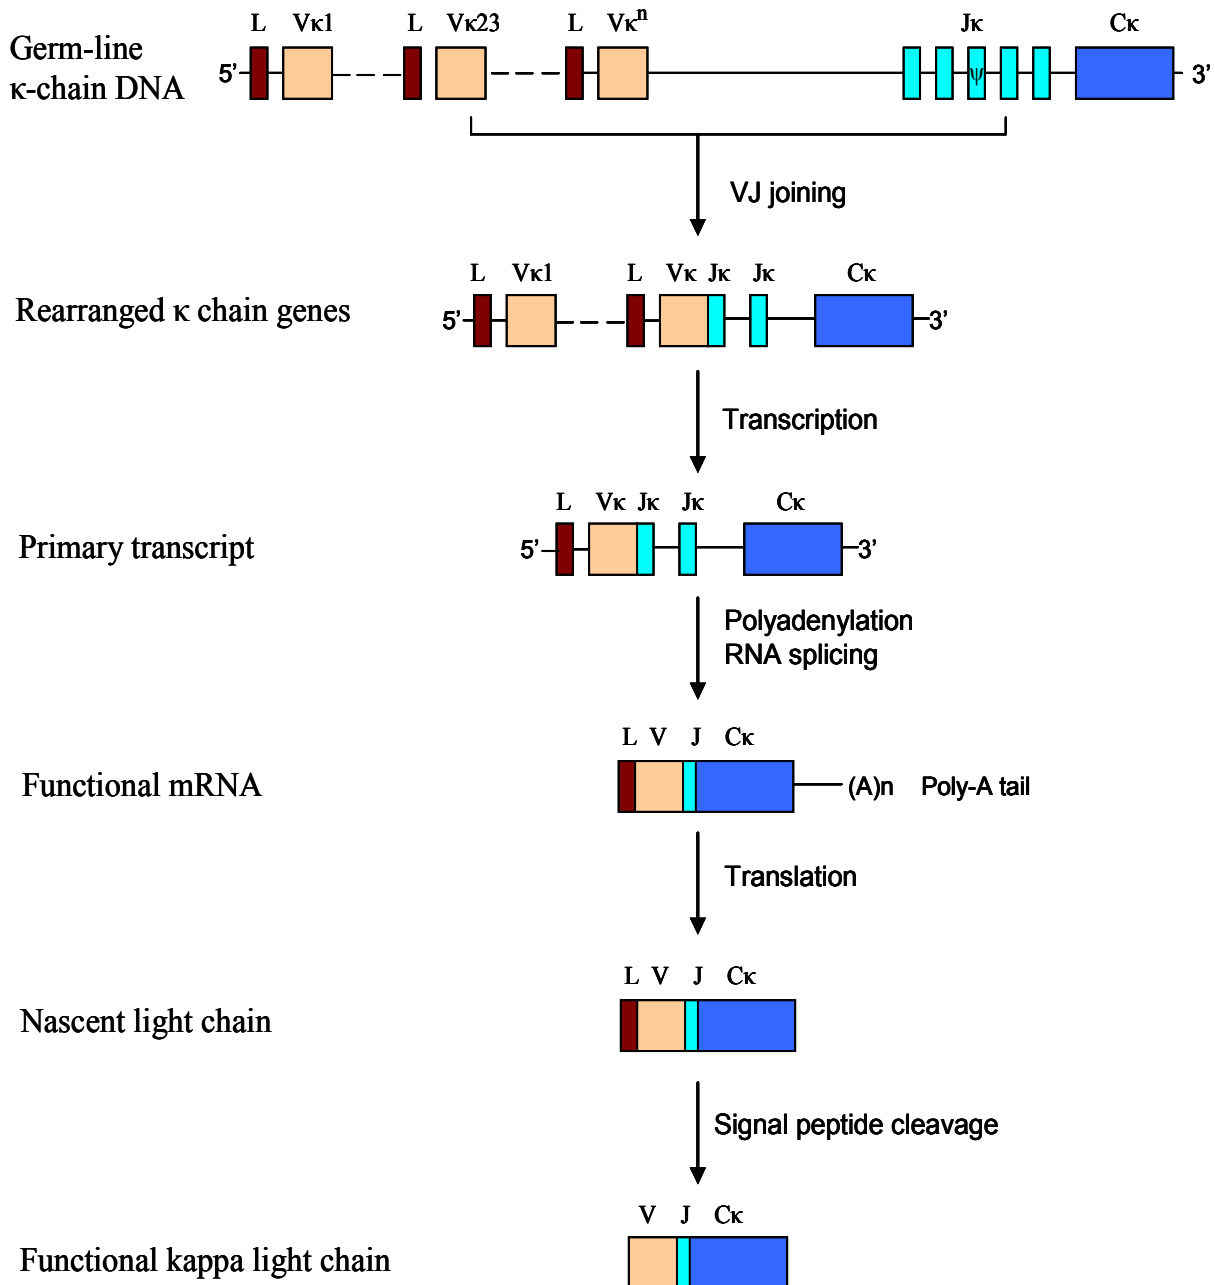 L Vκ1 L Vκ23 L Vκⁿ Jκ Cκ
Germ-line
κ-chain DNA
5’ ψ 3’
VJ joining
L Vκ1 L Vκ Jκ Jκ Cκ
Rearranged κ chain genes
5’ 3’
Transcription
L Vκ Jκ Jκ Cκ
Primary transcript
5’ 3’
Polyadenylation
RNA splicing
L V J Cκ
Functional mRNA
(A)n Poly-A tail
Translation
L V J Cκ
Nascent light chain
Signal peptide cleavage
V J Cκ
Functional kappa light chain